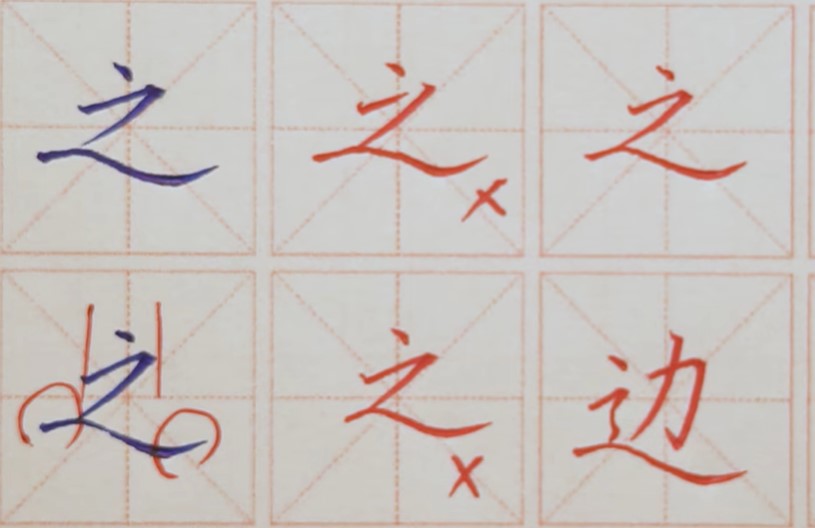 之 之 × 之
之 之 × 边